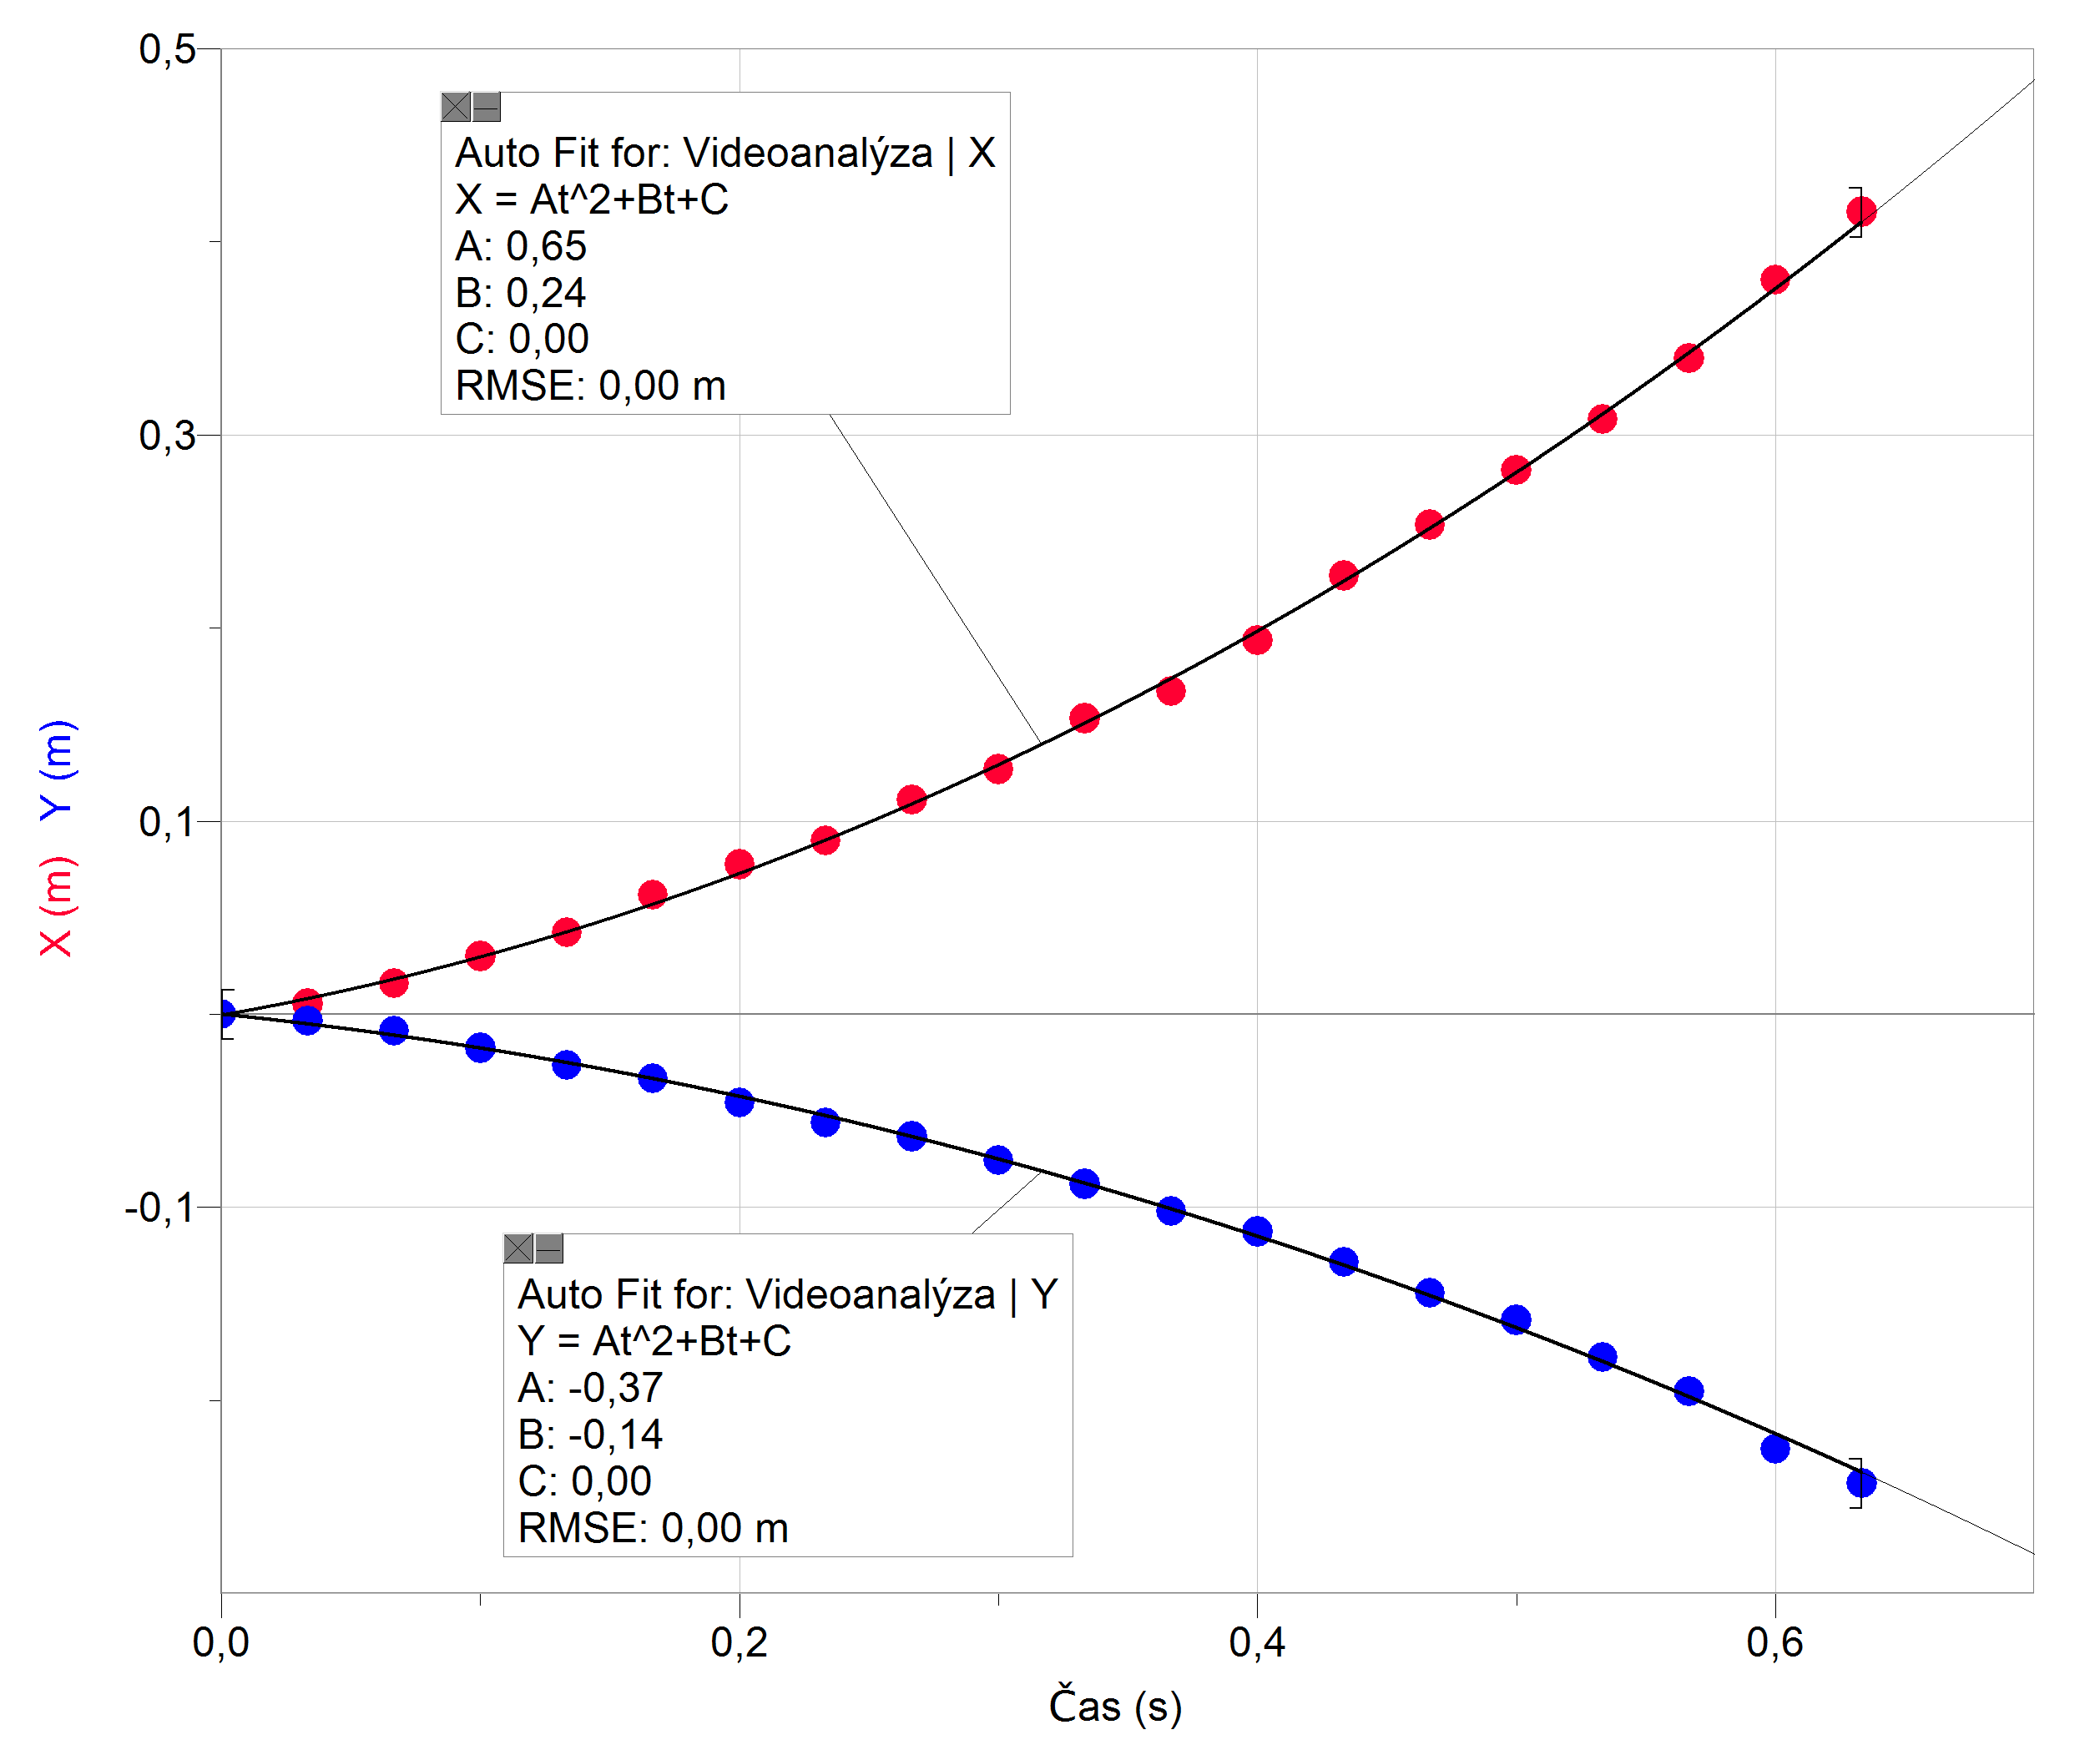 0,5
Auto Fit for: Videoanalýza | X
X = At^2+Bt+C
A: 0,65
B: 0,24
C: 0,00
RMSE: 0,00 m
0,3
0,1
X (m) Y (m)
-0,1
Auto Fit for: Videoanalýza | Y
Y = At^2+Bt+C
A: -0,37
B: -0,14
C: 0,00
RMSE: 0,00 m
0,0 0,2 0,4 0,6
Čas (s)